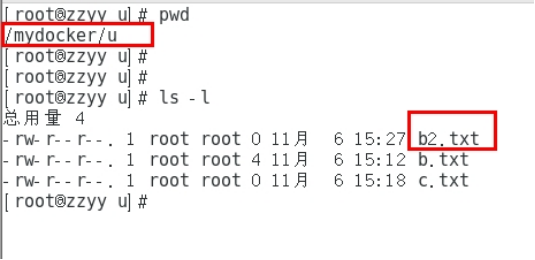 [root@zzyy u]# pwd
/mydocker/u
[root@zzyy u]#
[root@zzyy u]#
[root@zzyy u]# ls -l
总用量 4
-rw-r--r--. 1 root root 0 11月 6 15:27 b2.txt
-rw-r--r--. 1 root root 4 11月 6 15:12 b.txt
-rw-r--r--. 1 root root 0 11月 6 15:18 c.txt
[root@zzyy u]#